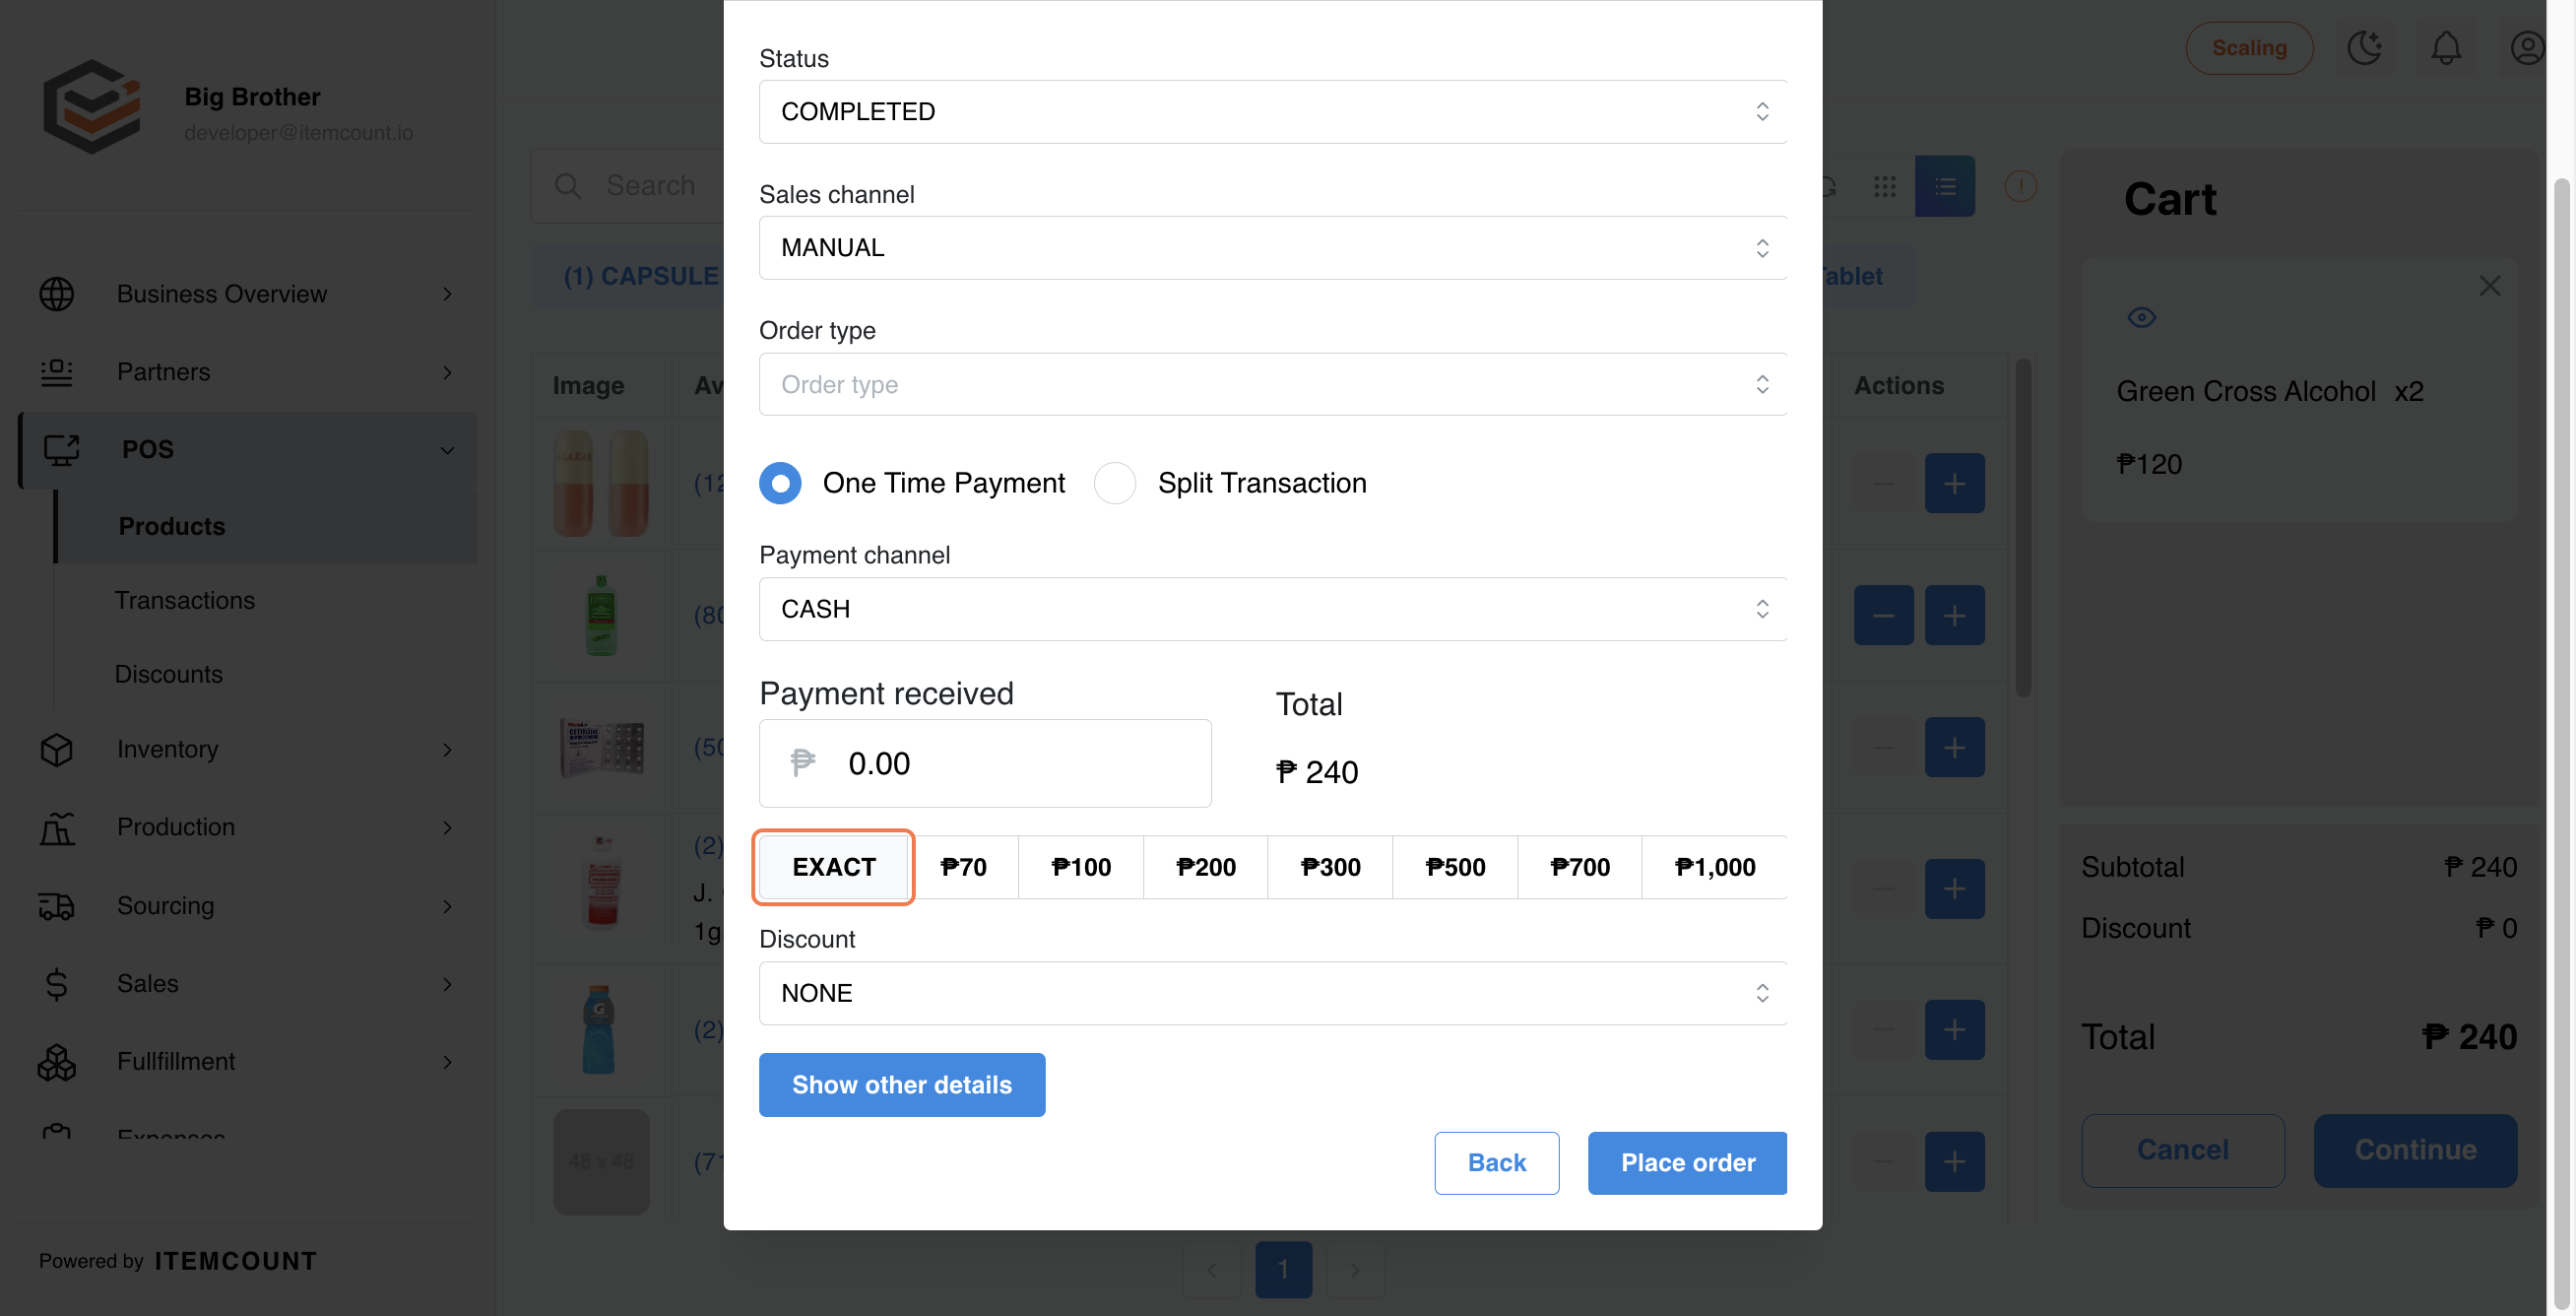 Big Brother
developer@itemcount.io
Business Overview
Partners
POS
Products
Transactions
Discounts
Inventory
Production
Sourcing
Sales
Fullfillment
Expenses
Powered by ITEMCOUNT
Search
(1) CAPSULE
Tablet
Image
Av
Actions
(12
(80
(50
(2)
J.
1g
(2)
48 x 48
(71
1
Status
COMPLETED
Sales channel
MANUAL
Order type
Order type
One Time Payment
Split Transaction
Payment channel
CASH
Payment received
₱ 0.00
Total
₱ 240
EXACT ₱70 ₱100 ₱200 ₱300 ₱500 ₱700 ₱1,000
Discount
NONE
Show other details
Back
Place order
Scaling
Cart
Green Cross Alcohol x2
₱120
Subtotal ₱ 240
Discount ₱ 0
Total ₱ 240
Cancel
Continue